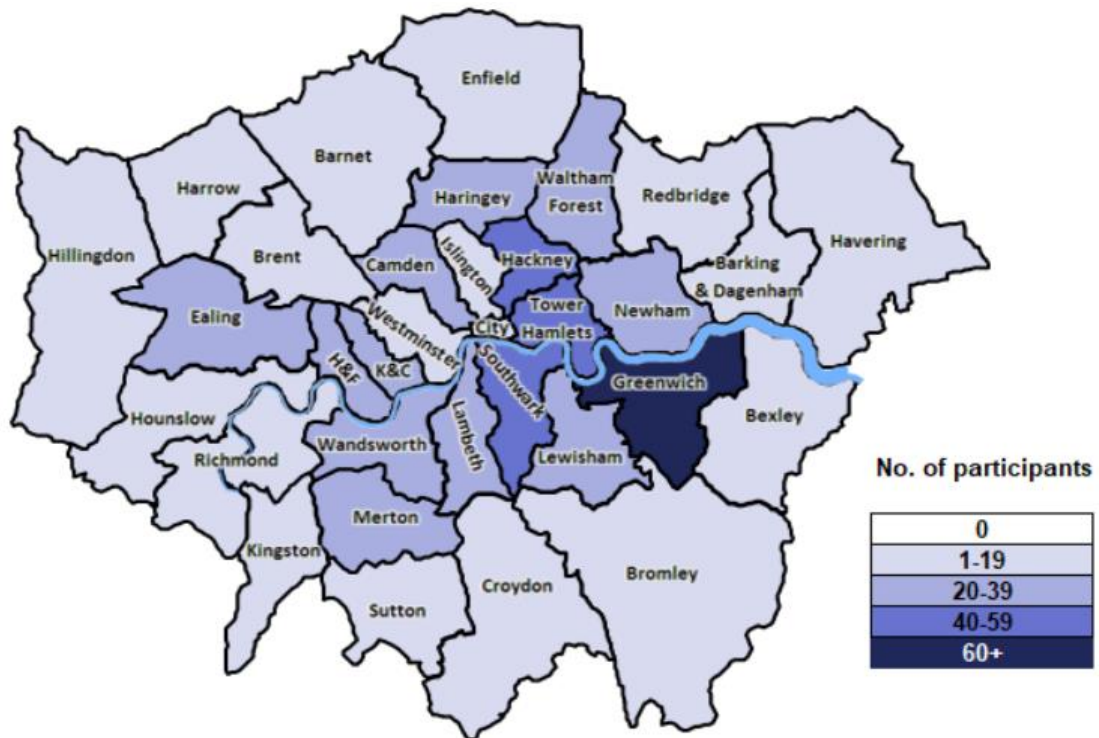 Enfield
Barnet
Harrow
Haringey
Waltham
Forest
Redbridge
Hillingdon
Brent
Camden
Islington
Hackney
Havering
Barking
& Dagenham
Ealing
Westminster
City
Tower
Hamlets
Newham
H&F
K&C
Southwark
Greenwich
Hounslow
Bexley
Richmond
Wandsworth
Lambeth
Lewisham
Merton
Kingston
Sutton
Croydon
Bromley
No. of participants
0
1-19
20-39
40-59
60+